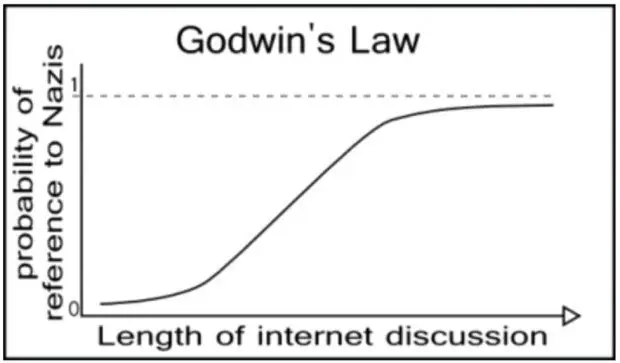 Godwin's Law
probability of
reference to Nazis
1
0
Length of internet discussion